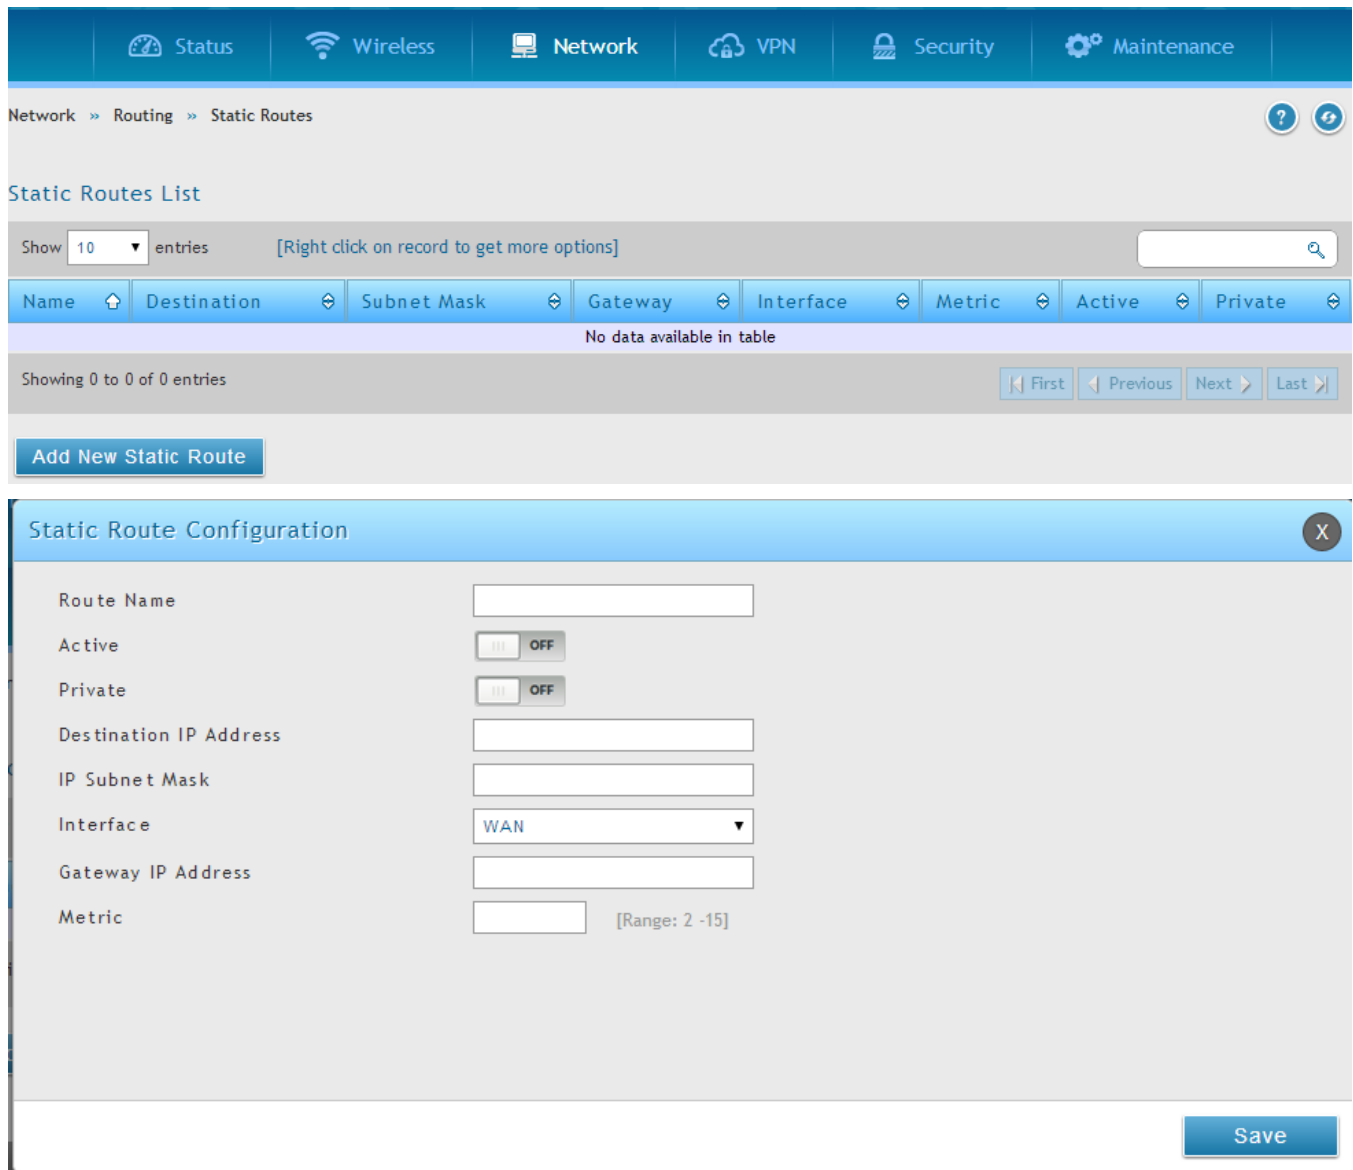 Status Wireless Network VPN Security Maintenance
Network » Routing » Static Routes
Static Routes List
Show 10 entries [Right click on record to get more options]
Name Destination Subnet Mask Gateway Interface Metric Active Private
No data available in table
Showing 0 to 0 of 0 entries First Previous Next Last
Add New Static Route
Static Route Configuration X
Route Name
Active OFF
Private OFF
Destination IP Address
IP Subnet Mask
Interface WAN
Gateway IP Address
Metric [Range: 2 -15]
Save